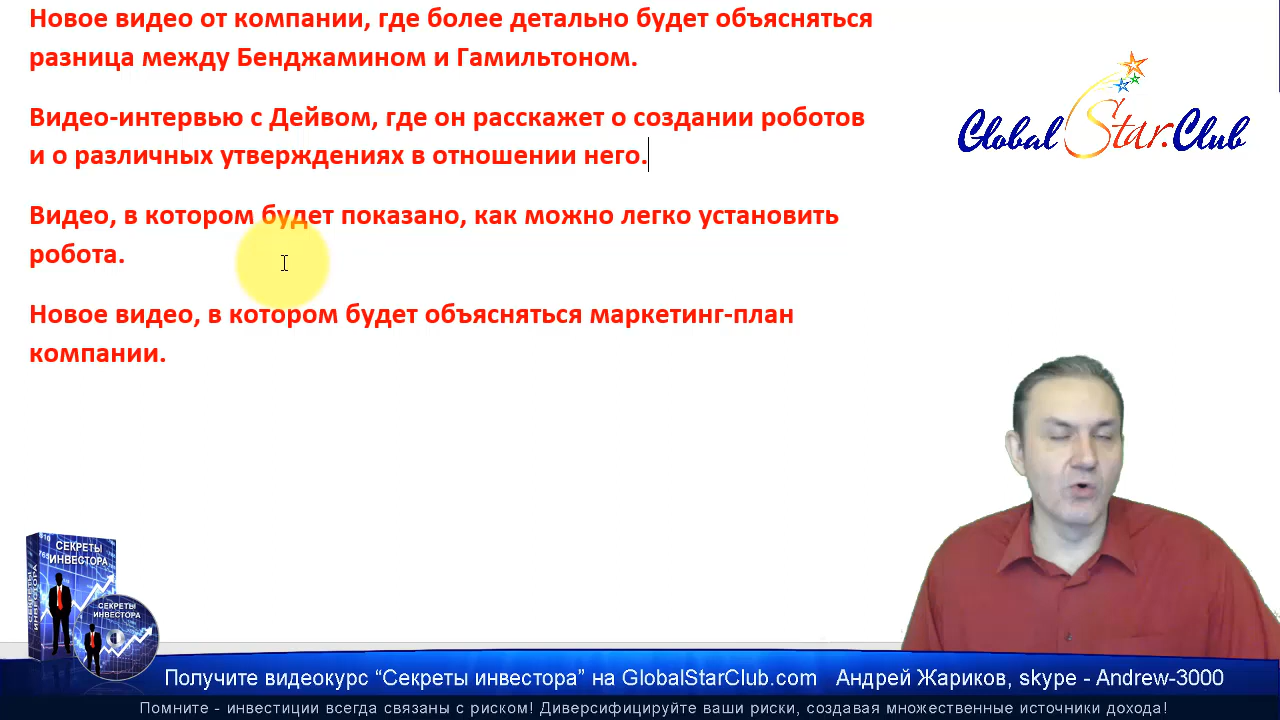 Новое видео от компании, где более детально будет объясняться
разница между Бенджамином и Гамильтоном.
Видео-интервью с Дейвом, где он расскажет о создании роботов
и о различных утверждениях в отношении него.
Видео, в котором будет показано, как можно легко установить
робота.
Новое видео, в котором будет объясняться маркетинг-план
компании.
Global Star.Club
СЕКРЕТЫ
ИНВЕСТОРА
СЕКРЕТЫ ИНВЕСТОРА
СЕКРЕТЫ
ИНВЕСТОРА
Получите видеокурс “Секреты инвестора” на GlobalStarClub.com Андрей Жариков, skype - Andrew-3000
Помните - инвестиции всегда связаны с риском! Диверсифицируйте ваши риски, создавая множественные источники дохода!